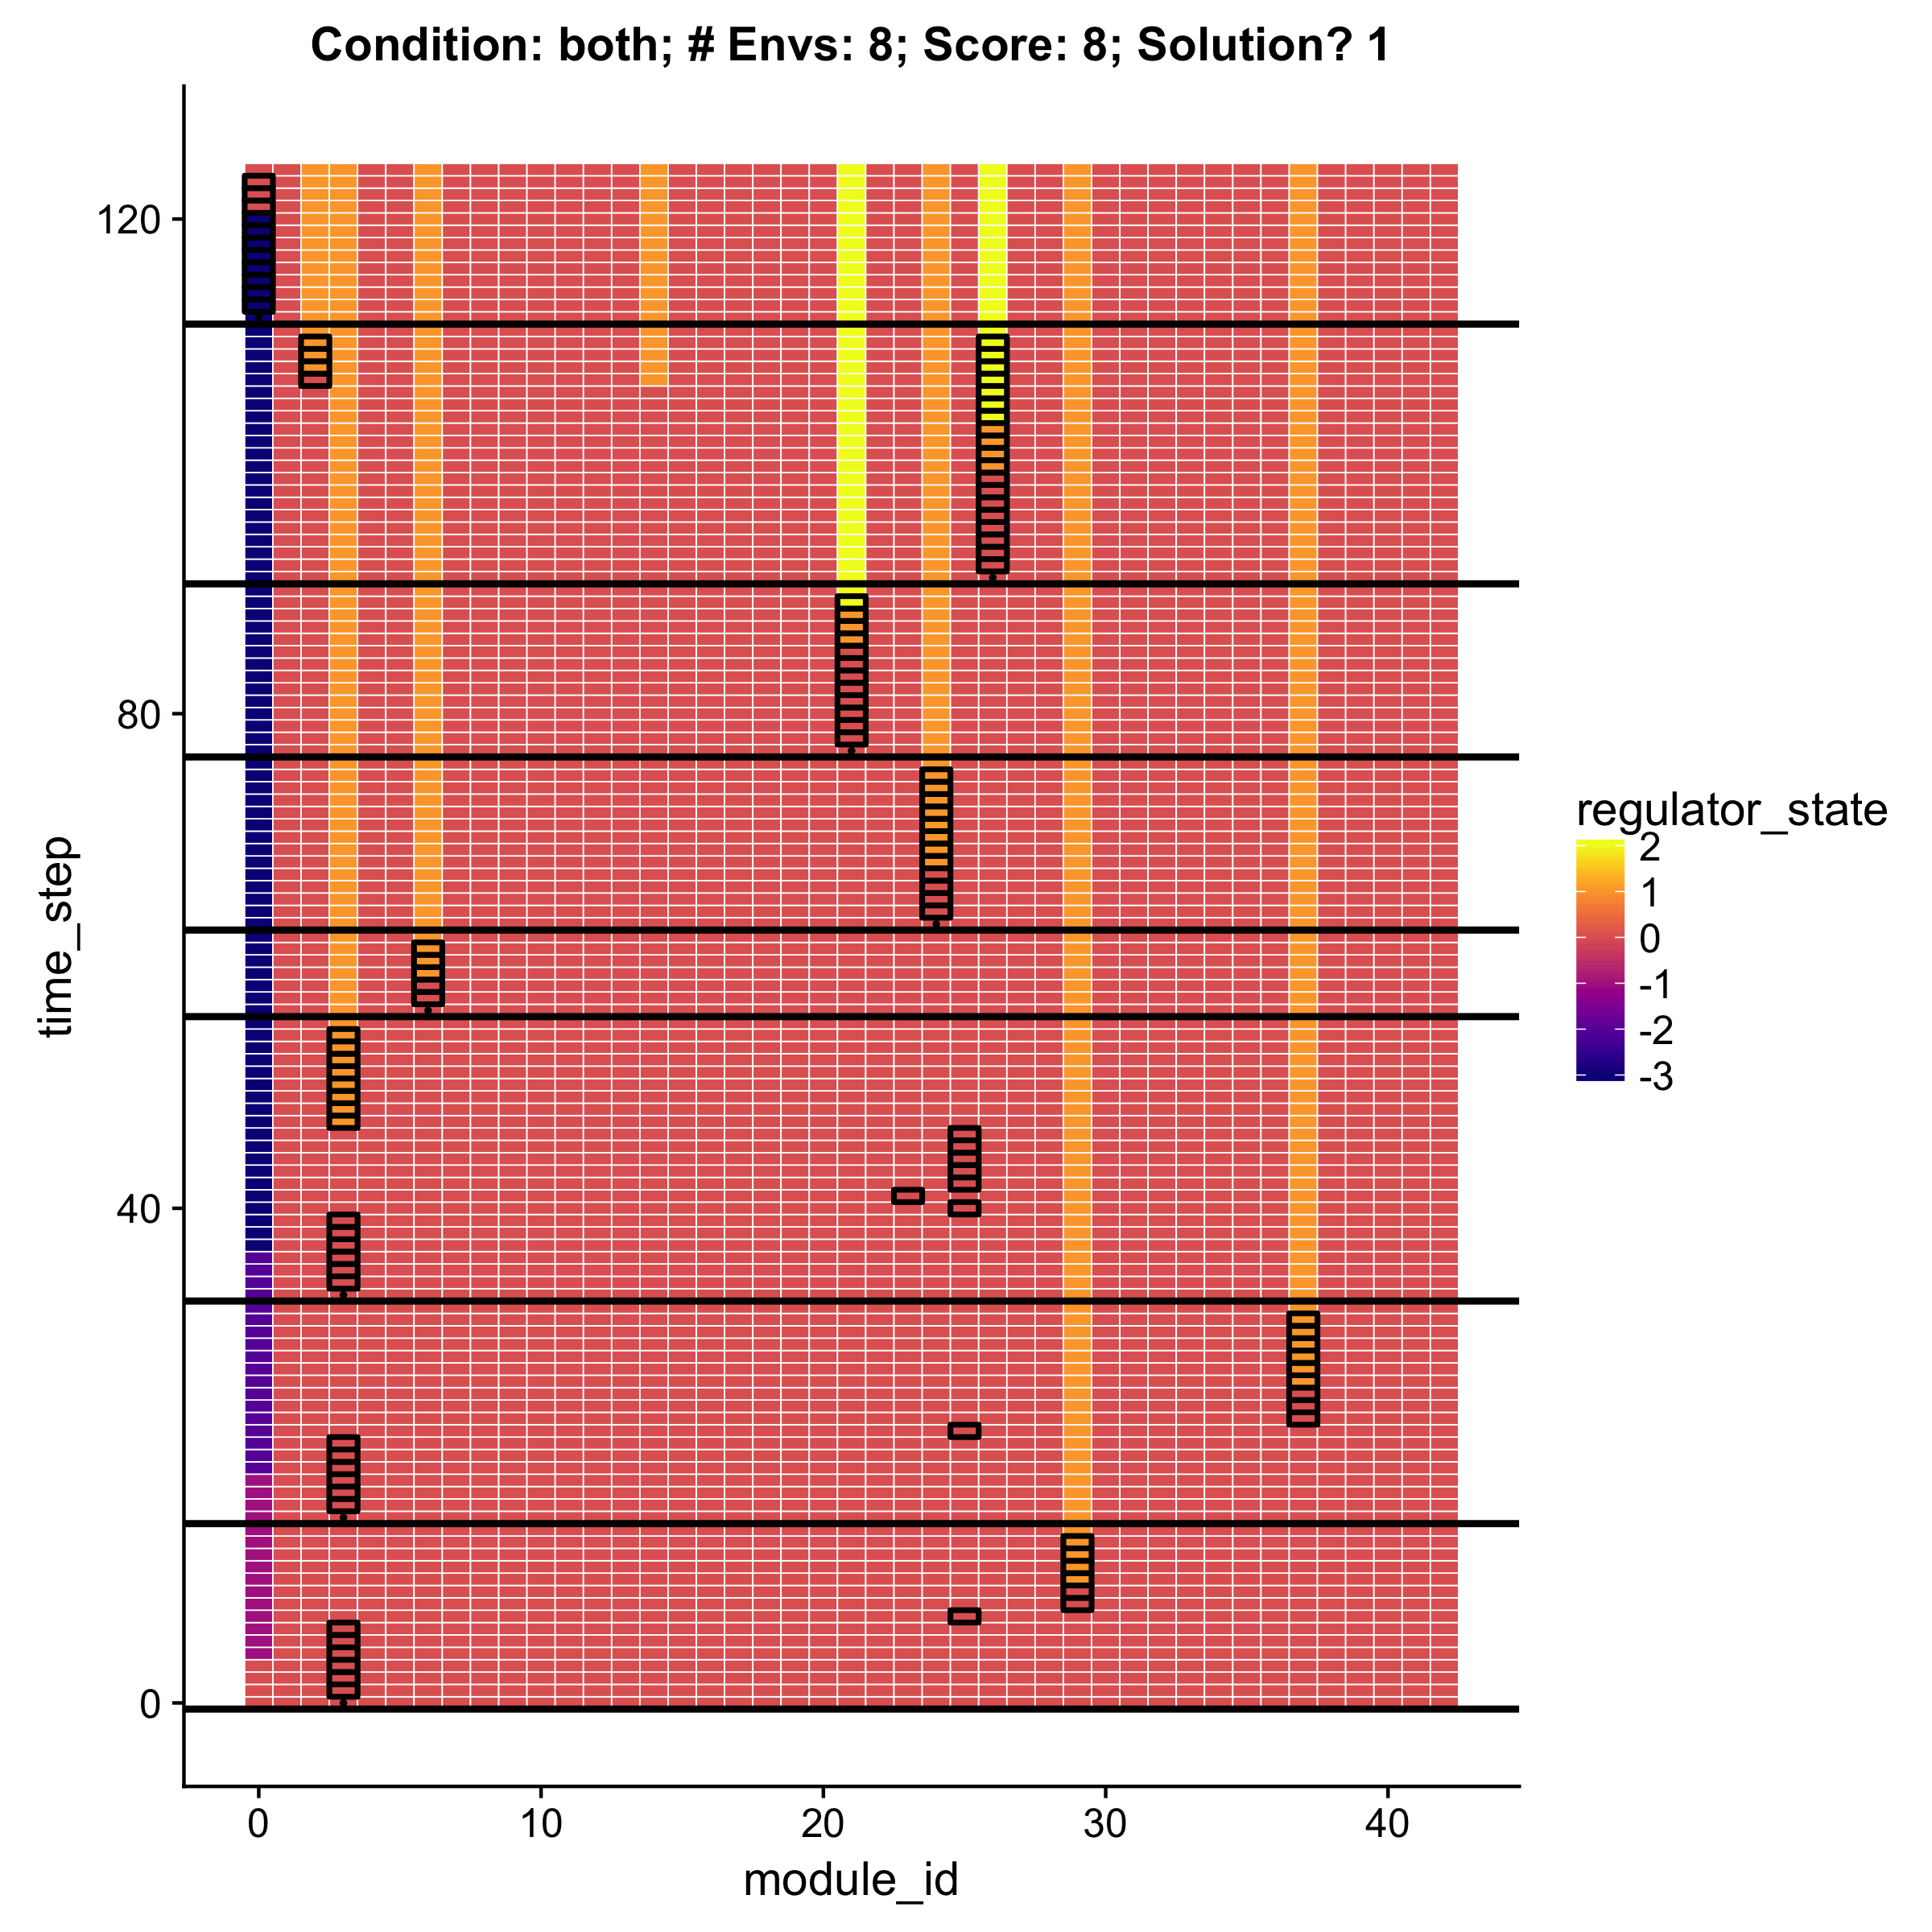 Condition: both; # Envs: 8; Score: 8; Solution? 1
120
80
40
0
time_step
0 10 20 30 40
module_id
regulator_state
2
1
0
-1
-2
-3